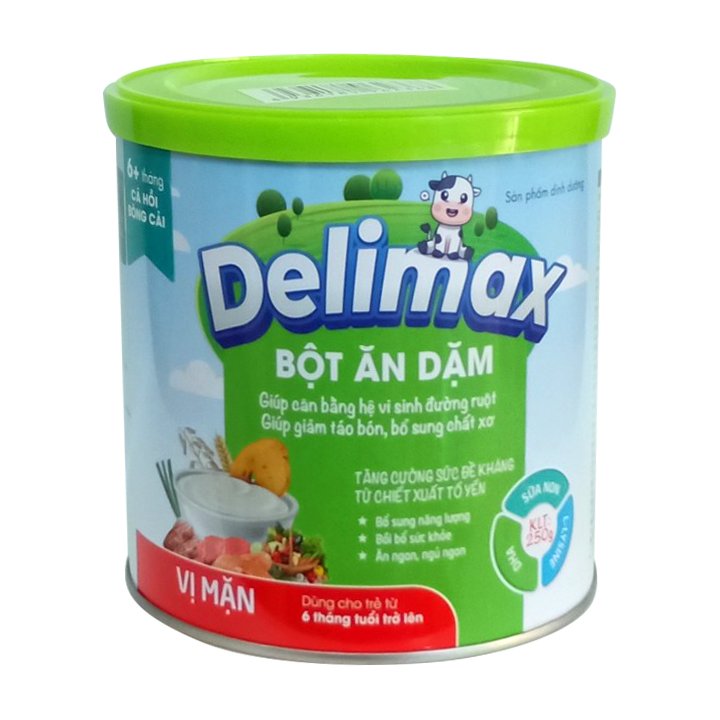 6+ tháng
CÁ HỒI
BÔNG CẢI
Sản phẩm dinh dưỡng
Delimax
BỘT ĂN DẶM
Giúp cân bằng hệ vi sinh đường ruột
Giúp giảm táo bón, bổ sung chất xơ
TĂNG CƯỜNG SỨC ĐỀ KHÁNG
TỪ CHIẾT XUẤT TỔ YẾN
★ Bổ sung năng lượng
★ Bồi bổ sức khỏe
★ Ăn ngon, ngủ ngon
SỮA NON
L-LYSINE
DHA
KLT:
250g
VỊ MẶN
Dùng cho trẻ từ
6 tháng tuổi trở lên